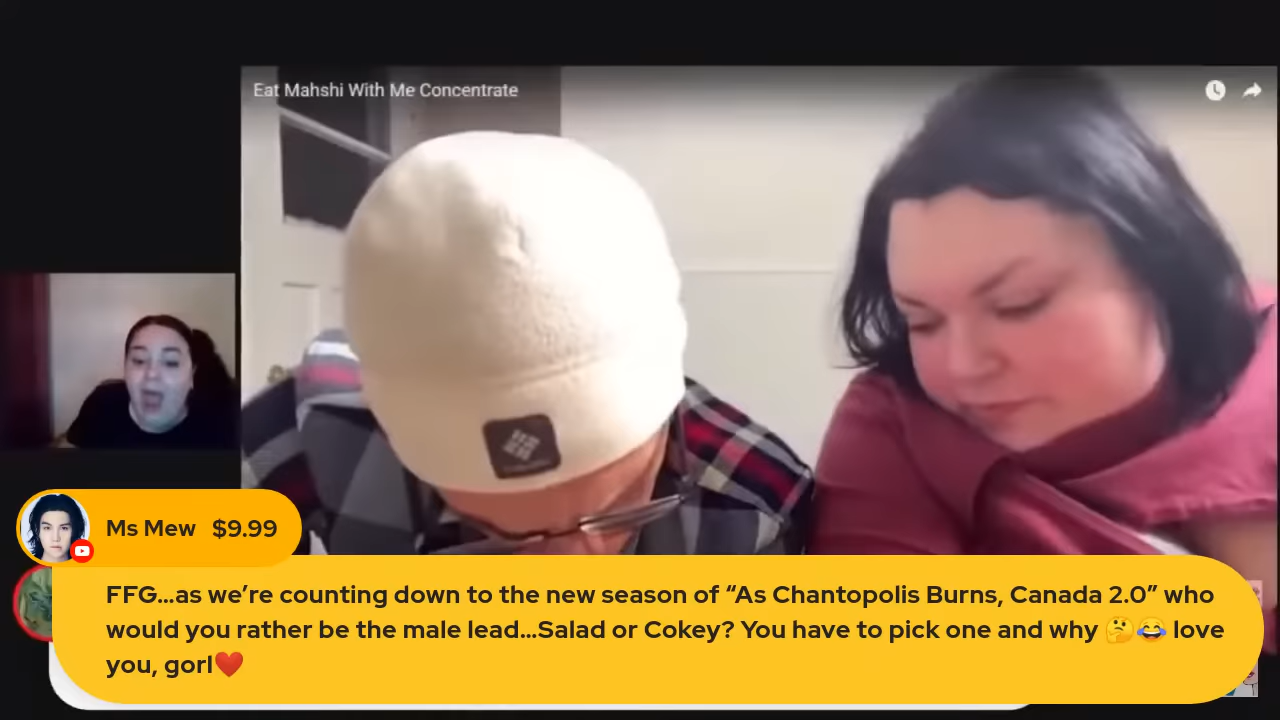 Eat Mahshi With Me Concentrate
Ms Mew $9.99
FFG...as we’re counting down to the new season of “As Chantopolis Burns, Canada 2.0” who
would you rather be the male lead...Salad or Cokey? You have to pick one and why 🤔😂 love
you, gorl❤️